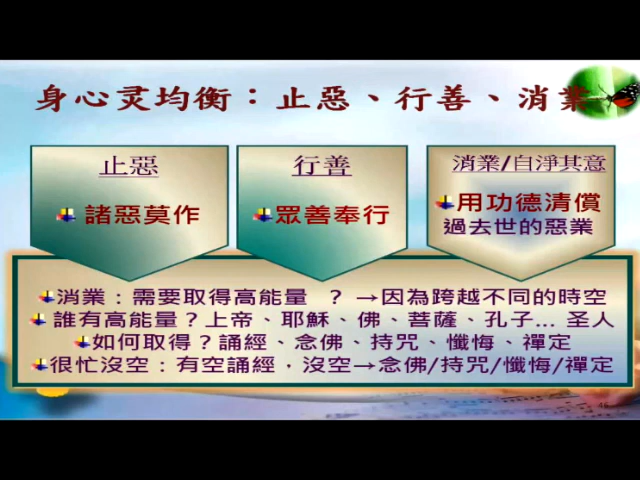 身心灵均衡：止惡、行善、消業
止惡
諸惡莫作
行善
眾善奉行
消業/自淨其意
用功德清償
過去世的惡業
消業：需要取得高能量 ？→因為跨越不同的時空
誰有高能量？上帝、耶穌、佛、菩薩、孔子... 圣人
如何取得？誦經、念佛、持咒、懺悔、禪定
很忙沒空：有空誦經，沒空→念佛/持咒/懺悔/禪定